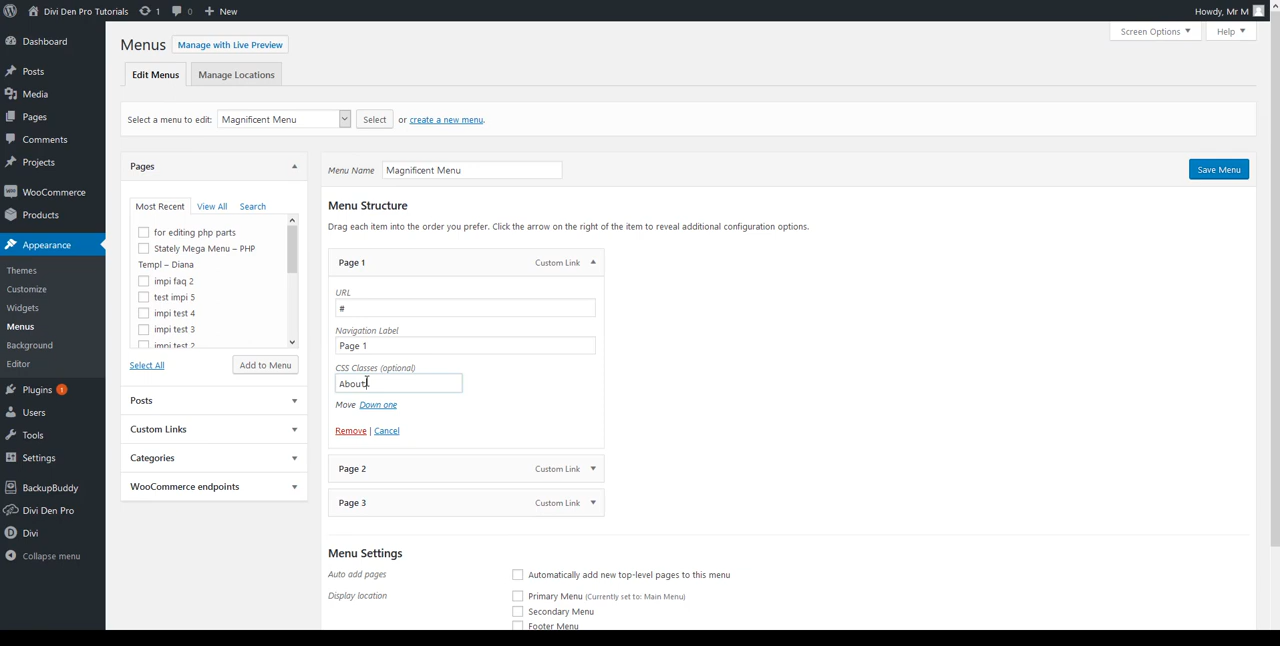 Divi Den Pro Tutorials 1 0 New
Howdy, Mr M
Dashboard
Posts
Media
Pages
Comments
Projects
WooCommerce
Products
Appearance
Themes
Customize
Widgets
Menus
Background
Editor
Plugins 1
Users
Tools
Settings
BackupBuddy
Divi Den Pro
Divi
Collapse menu
Screen Options Help
Menus Manage with Live Preview
Edit Menus Manage Locations
Select a menu to edit: Magnificent Menu Select or create a new menu.
Pages
Most Recent View All Search
for editing php parts
Stately Mega Menu – PHP
Templ – Diana
impi faq 2
test impi 5
impi test 4
impi test 3
impi test 2
Select All Add to Menu
Posts
Custom Links
Categories
WooCommerce endpoints
Menu Name Magnificent Menu Save Menu
Menu Structure
Drag each item into the order you prefer. Click the arrow on the right of the item to reveal additional configuration options.
Page 1 Custom Link
URL
#
Navigation Label
Page 1
CSS Classes (optional)
About
Move Down one
Remove | Cancel
Page 2 Custom Link
Page 3 Custom Link
Menu Settings
Auto add pages Automatically add new top-level pages to this menu
Display location Primary Menu (Currently set to: Main Menu)
Secondary Menu
Footer Menu